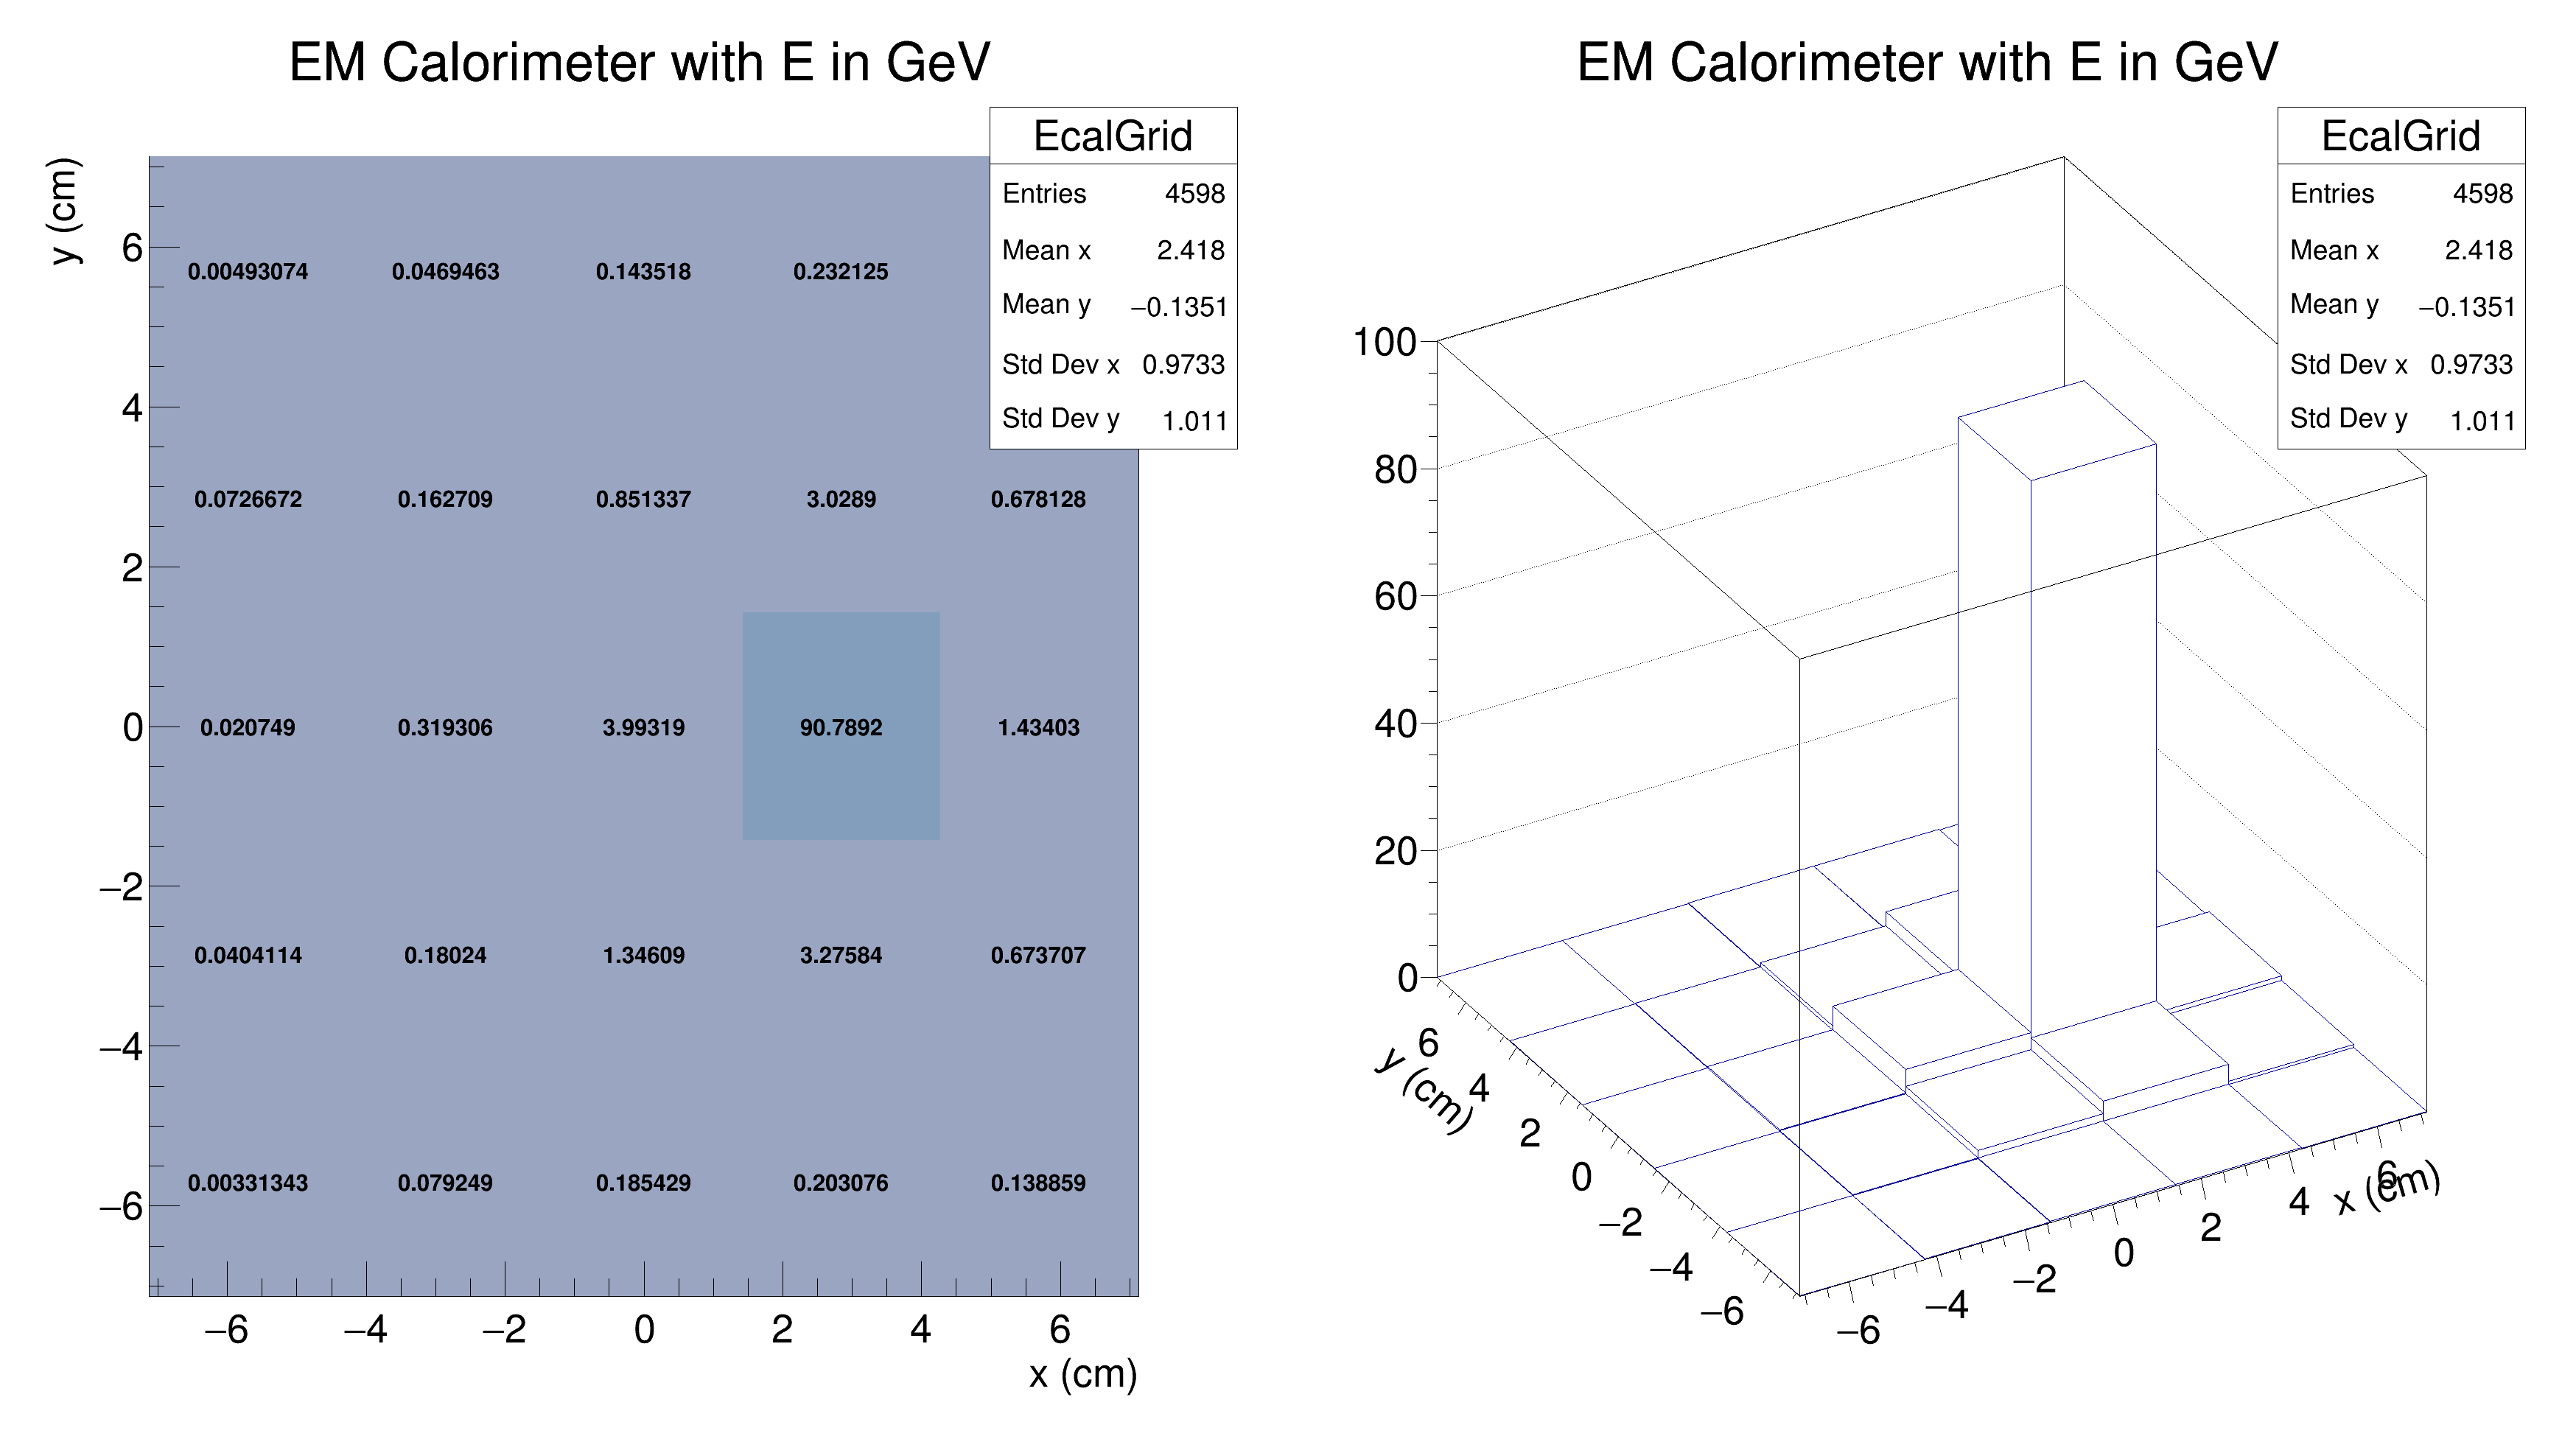 EM Calorimeter with E in GeV
EcalGrid
Entries 4598
Mean x 2.418
Mean y −0.1351
Std Dev x 0.9733
Std Dev y 1.011
y (cm)
6
4
2
0
−2
−4
−6
0.00493074 0.0469463 0.143518 0.232125
0.0726672 0.162709 0.851337 3.0289 0.678128
0.020749 0.319306 3.99319 90.7892 1.43403
0.0404114 0.18024 1.34609 3.27584 0.673707
0.00331343 0.079249 0.185429 0.203076 0.138859
−6 −4 −2 0 2 4 6
x (cm)
EM Calorimeter with E in GeV
EcalGrid
Entries 4598
Mean x 2.418
Mean y −0.1351
Std Dev x 0.9733
Std Dev y 1.011
100
80
60
40
20
0
6
4
2
0
−2
−4
−6
y (cm)
−6
−4
−2
0
2
4
6
x (cm)